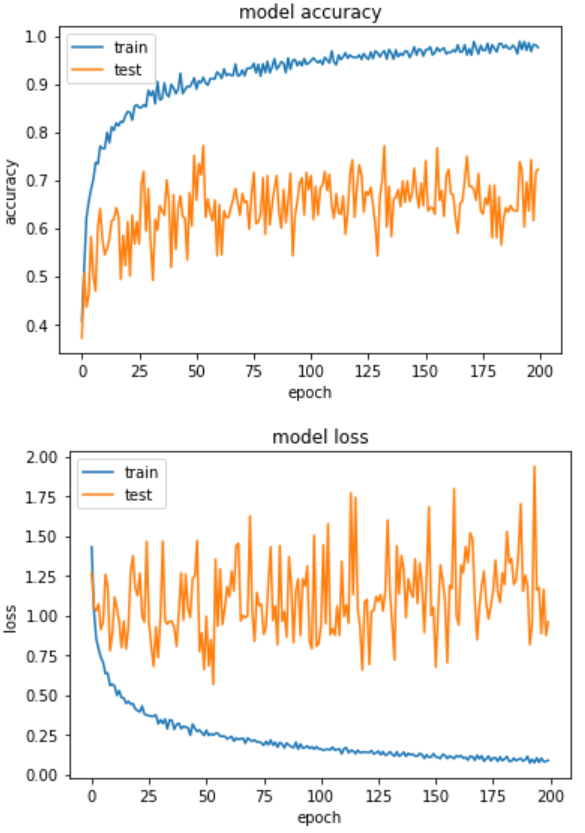 model accuracy
train
test
1.0
0.9
0.8
0.7
0.6
0.5
0.4
accuracy
0 25 50 75 100 125 150 175 200
epoch
model loss
train
test
2.00
1.75
1.50
1.25
1.00
0.75
0.50
0.25
0.00
loss
0 25 50 75 100 125 150 175 200
epoch